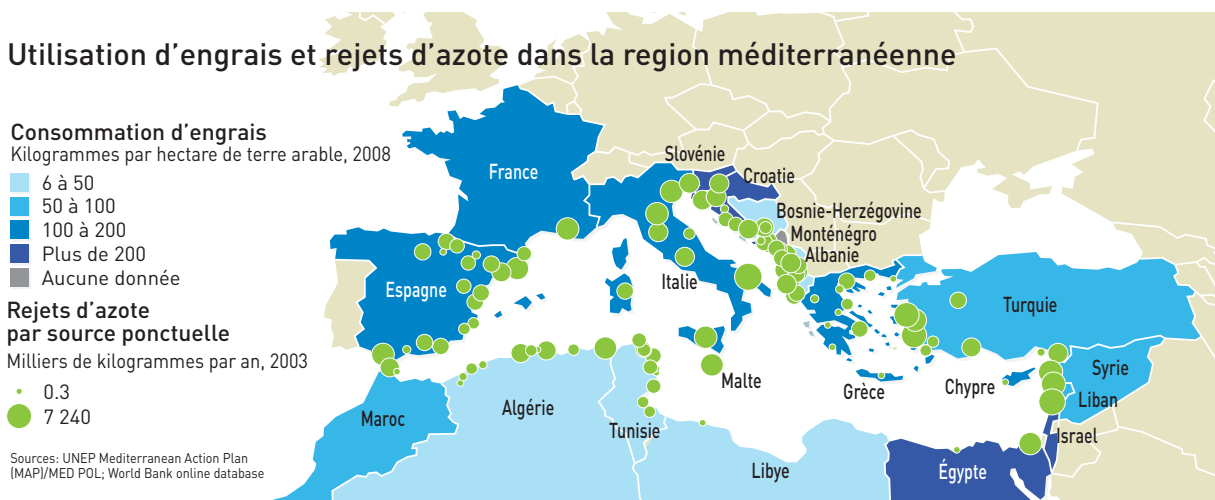 Utilisation d'engrais et rejets d'azote dans la region méditerranéenne
Consommation d'engrais
Kilogrammes par hectare de terre arable, 2008
6 à 50
50 à 100
100 à 200
Plus de 200
Aucune donnée
Rejets d'azote
par source ponctuelle
Milliers de kilogrammes par an, 2003
0.3
7 240
Sources: UNEP Mediterranean Action Plan
(MAP)/MED POL; World Bank online database
France
Slovénie
Croatie
Bosnie-Herzégovine
Monténégro
Albanie
Italie
Espagne
Turquie
Malte
Grèce
Chypre
Syrie
Liban
Israel
Maroc
Algérie
Tunisie
Libye
Égypte